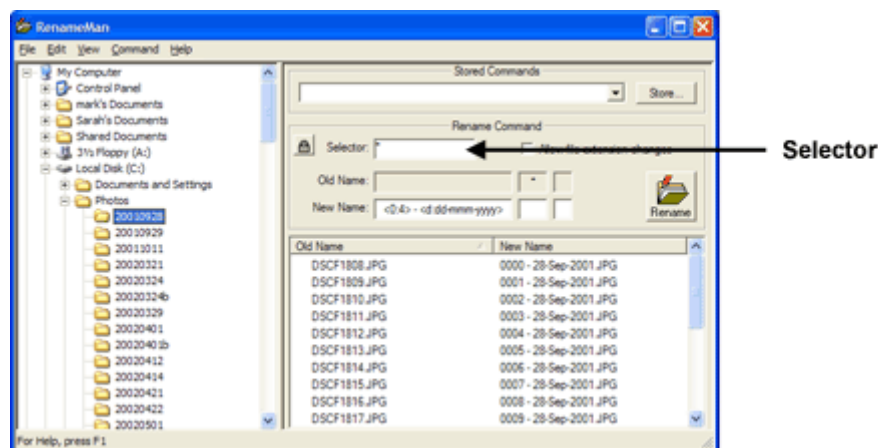 RenameMan
File Edit View Command Help
My Computer
Control Panel
mark's Documents
Sarah's Documents
Shared Documents
3½ Floppy (A:)
Local Disk (C:)
Documents and Settings
Photos
20010928
20010929
20011011
20020321
20020324
20020324b
20020329
20020401
20020401b
20020412
20020414
20020421
20020422
20020501
Stored Commands
Store...
Rename Command
Selector: *
Allow file extension changes
Selector
Old Name: *
New Name: <0:4> - <d:dd-mmm-yyyy>
Rename
Old Name New Name
DSCF1808.JPG 0000 - 28-Sep-2001.JPG
DSCF1809.JPG 0001 - 28-Sep-2001.JPG
DSCF1810.JPG 0002 - 28-Sep-2001.JPG
DSCF1811.JPG 0003 - 28-Sep-2001.JPG
DSCF1812.JPG 0004 - 28-Sep-2001.JPG
DSCF1813.JPG 0005 - 28-Sep-2001.JPG
DSCF1814.JPG 0006 - 28-Sep-2001.JPG
DSCF1815.JPG 0007 - 28-Sep-2001.JPG
DSCF1816.JPG 0008 - 28-Sep-2001.JPG
DSCF1817.JPG 0009 - 28-Sep-2001.JPG
For Help, press F1